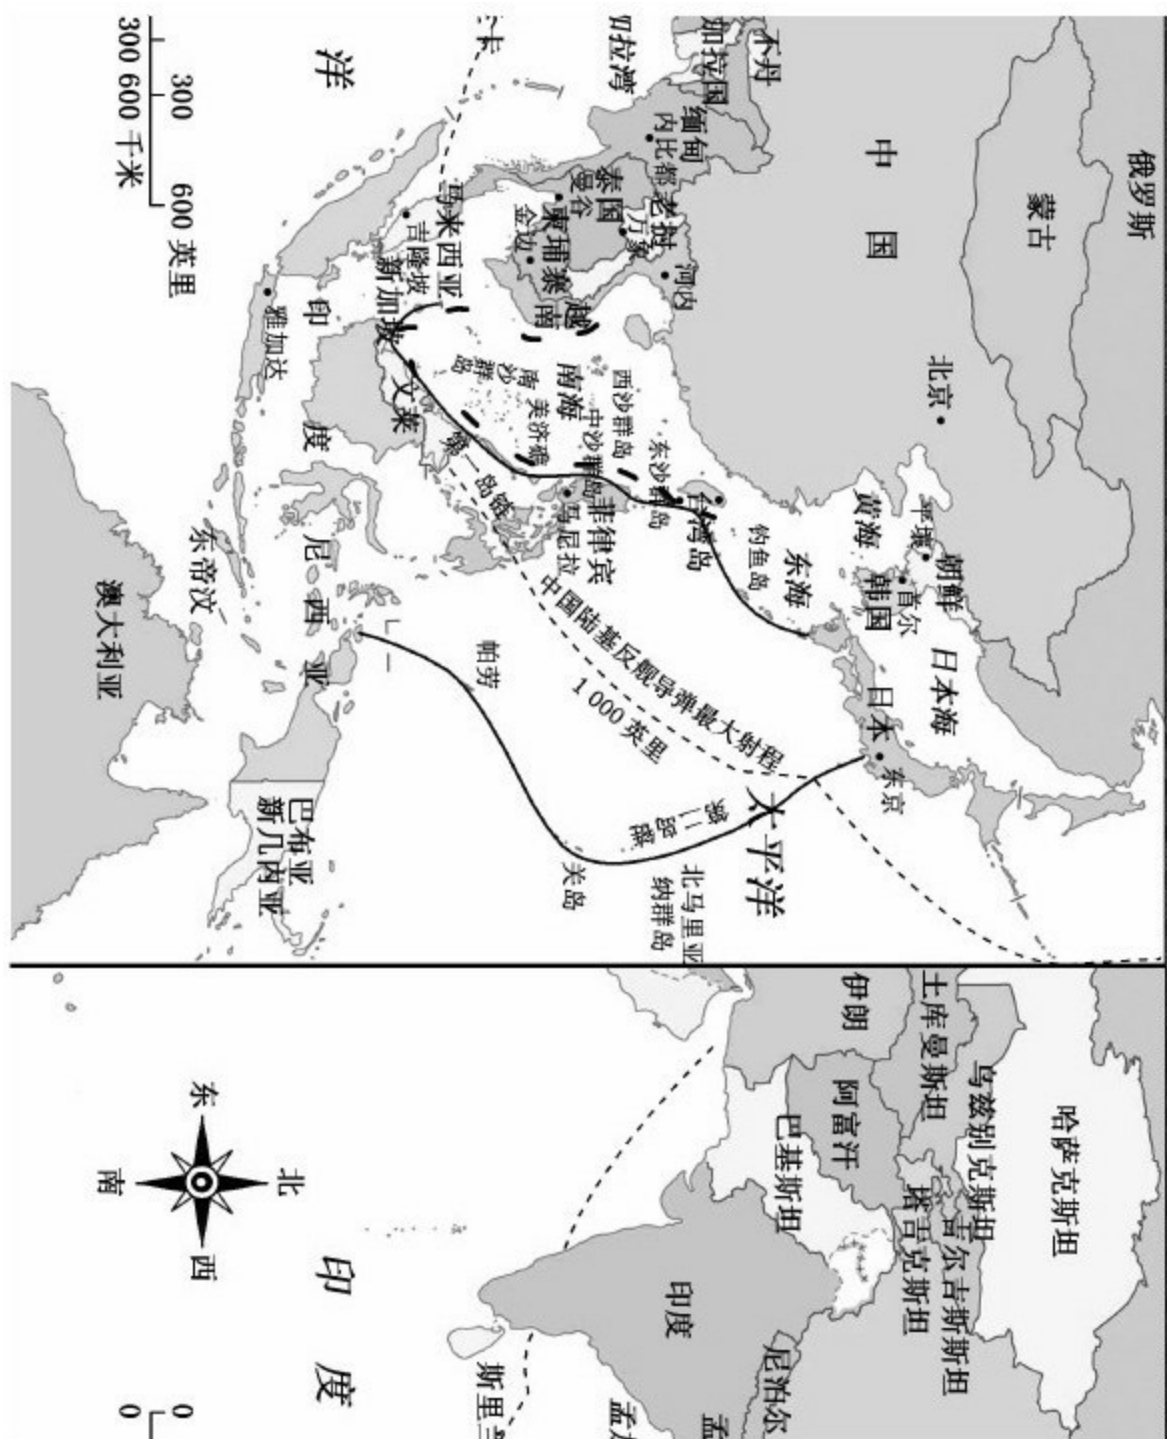 俄罗斯
蒙古
中国
北京
朝鲜
平壤
首尔
韩国
日本海
黄海
日本
东京
东海
钓鱼岛
不丹
加拉国
缅甸
内比都
老挝
万象
河内
泰国
曼谷
柬埔寨
金边
越南
台湾岛
东沙群岛
西沙群岛
中沙群岛
南海
美济礁
南沙群岛
第一岛链
菲律宾
马尼拉
中国陆基反舰导弹最大射程
1 000 英里
太平洋
第二岛链
北马里亚
纳群岛
关岛
帕劳
马来西亚
吉隆坡
新加坡
文莱
印度尼西亚
雅加达
东帝汶
巴布亚
新几内亚
澳大利亚
拉湾
卡
洋
300 600 英里
300 600 千米
哈萨克斯坦
乌兹别克斯坦
吉尔吉斯斯坦
土库曼斯坦
塔吉克斯坦
伊朗
阿富汗
巴基斯坦
尼泊尔
孟
印度
孟加
斯里兰
印度
北
东
西
南
0
0